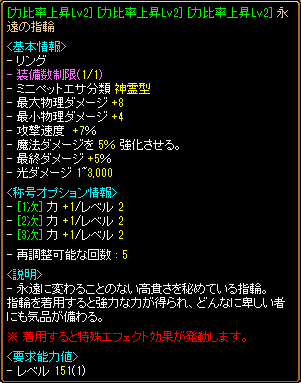 [力比率上昇Lv2] [力比率上昇Lv2] [力比率上昇Lv2] 永
遠の指輪
<基本情報>
- リング
- 装備数制限(1/1)
- ミニペットエサ分類 神霊型
- 最大物理ダメージ +8
- 最小物理ダメージ +4
- 攻撃速度 +7%
- 魔法ダメージを 5% 強化させる。
- 最終ダメージ +5%
- 光ダメージ 1~3,000
<称号オプション情報>
- [1次] 力 +1/レベル 2
- [2次] 力 +1/レベル 2
- [3次] 力 +1/レベル 2
- 再調整可能な回数 : 5
<説明>
- 永遠に変わることのない高貴さを秘めている指輪。
指輪を着用すると強力な力が得られ、どんなに卑しい者
にも気品が備わる。
※ 着用すると特殊エフェクト効果が発動します。
<要求能力値>
- レベル 151(1)